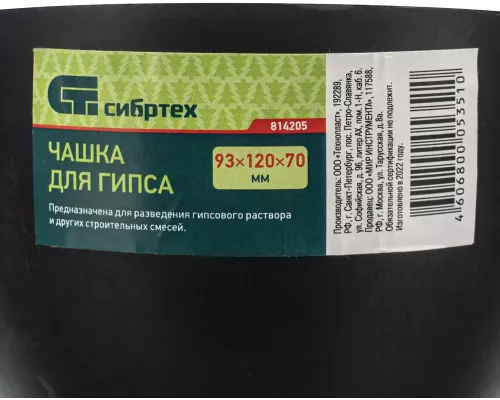 сибртех
814205
ЧАШКА
ДЛЯ ГИПСА
93×120×70
ММ
Предназначена для разведения гипсового раствора
и других строительных смесей.
Производитель: ООО «Технопласт», 192289,
РФ, г. Санкт-Петербург, пос. Петро-Славянка,
ул. Софийская, д. 96, литер АХ, пом. 1-Н, каб. 6.
Продавец: ООО «МИР ИНСТРУМЕНТА», 117588,
РФ, г. Москва, ул. Тарусская, д. 8а.
Обязательной сертификации не подлежит.
Изготовлено в 2022 году.
4606800053510